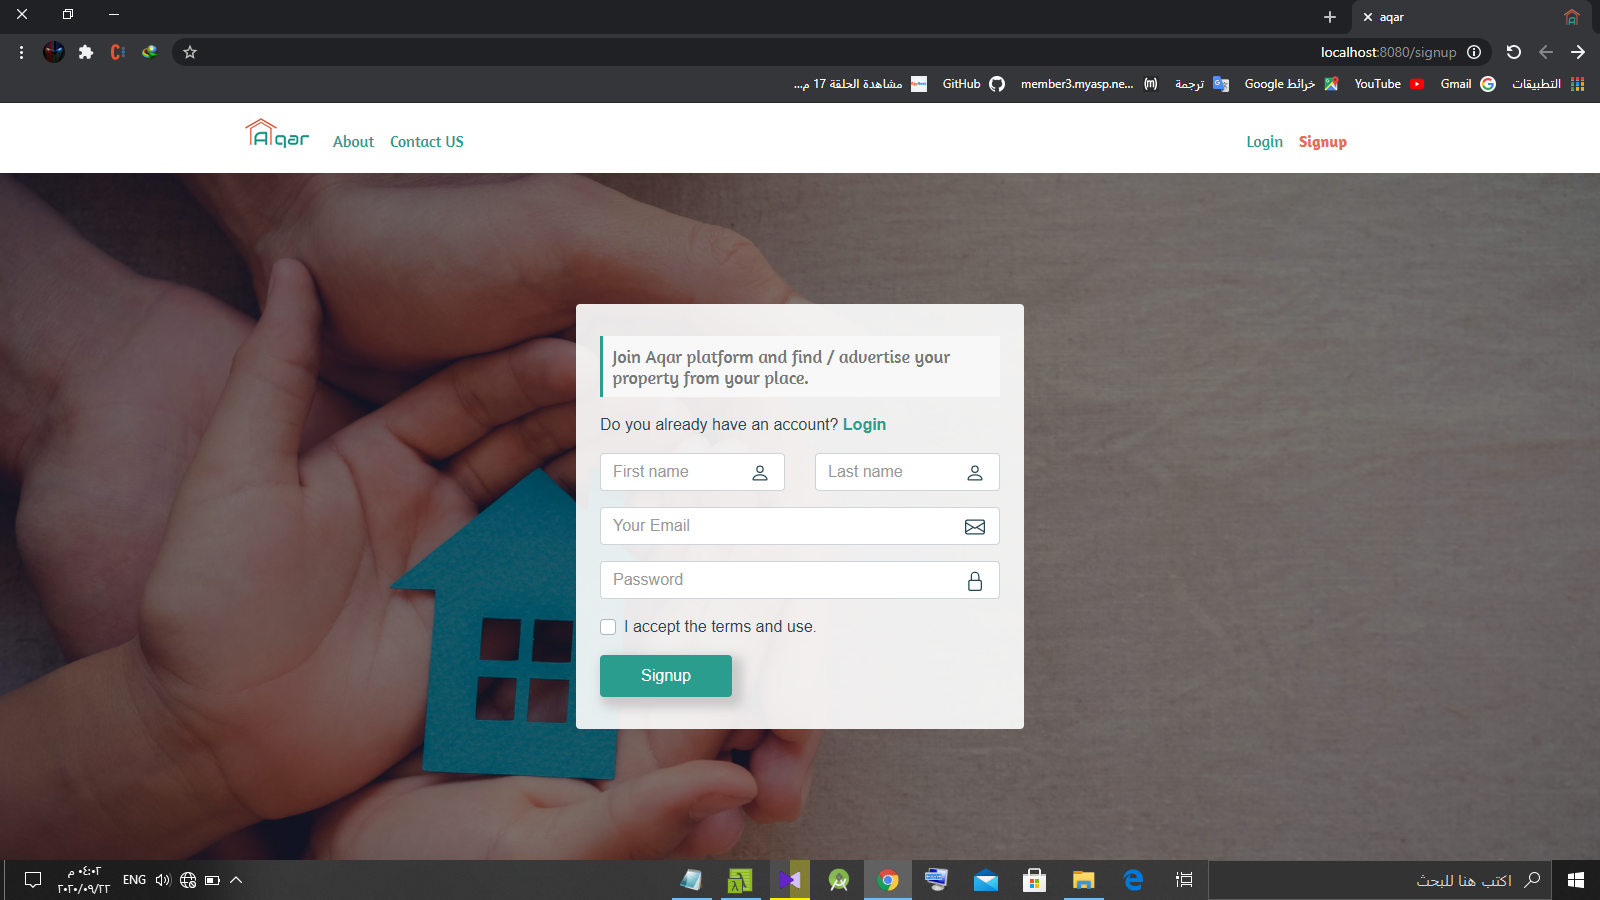 aqar
localhost:8080/signup
التطبيقات
Gmail
YouTube
خرائط Google
ترجمة
member3.myasp.ne...
GitHub
مشاهدة الحلقة 17 م...
Aqar
About
Contact US
Login
Signup
Join Aqar platform and find / advertise your
property from your place.
Do you already have an account? Login
First name
Last name
Your Email
Password
I accept the terms and use.
Signup
اكتب هنا للبحث
ENG
٠٤:٠٢ م
٢٠٢٠/٠٩/٢٢